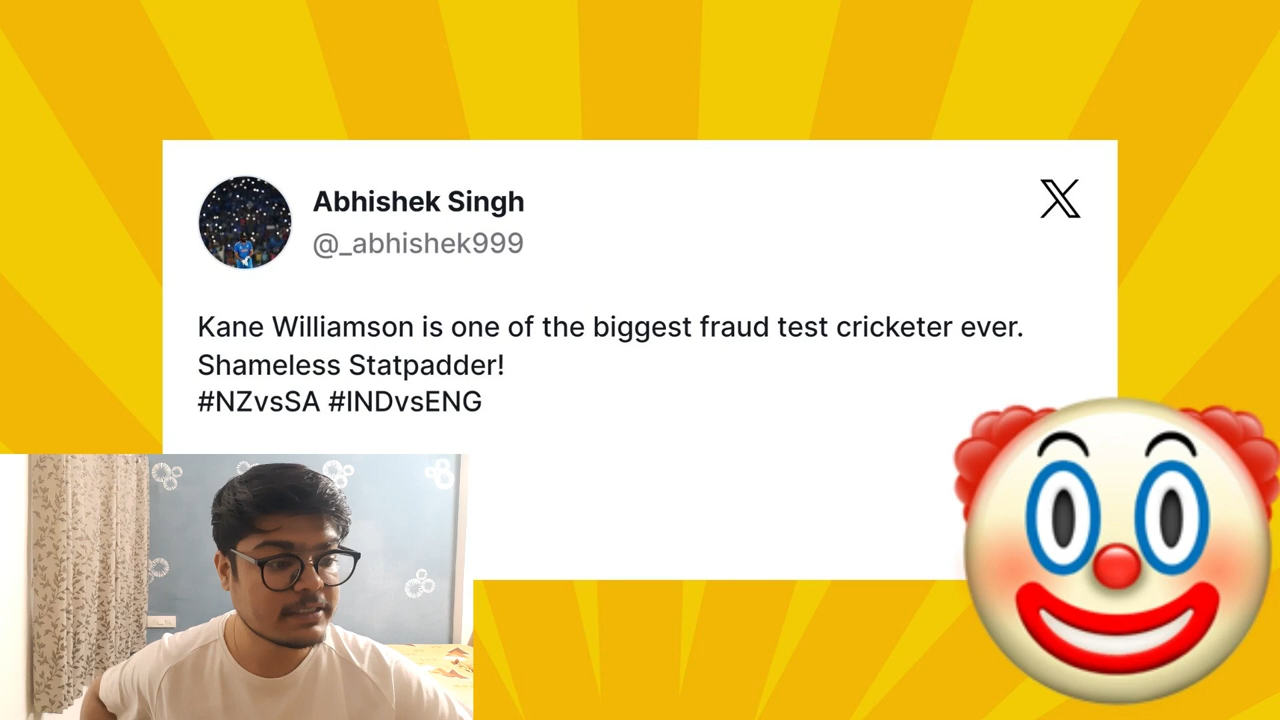 Abhishek Singh
@_abhishek999
Kane Williamson is one of the biggest fraud test cricketer ever.
Shameless Statpadder!
#NZvsSA #INDvsENG